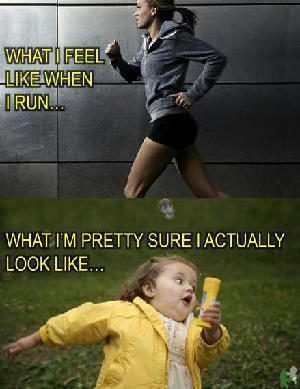 WHAT I FEEL
LIKE WHEN
I RUN...
WHAT I'M PRETTY SURE I ACTUALLY
LOOK LIKE...